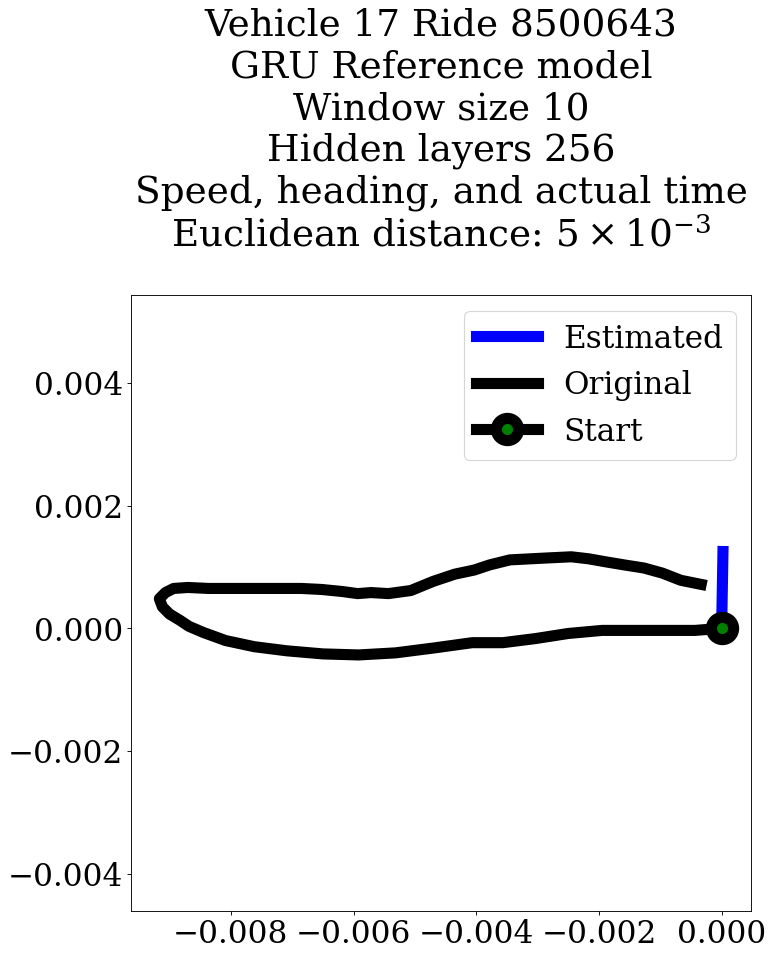 Vehicle 17 Ride 8500643
GRU Reference model
Window size 10
Hidden layers 256
Speed, heading, and actual time
Euclidean distance: 5 × 10⁻³
Estimated
Original
Start
0.004
0.002
0.000
−0.002
−0.004
−0.008 −0.006 −0.004 −0.002 0.000